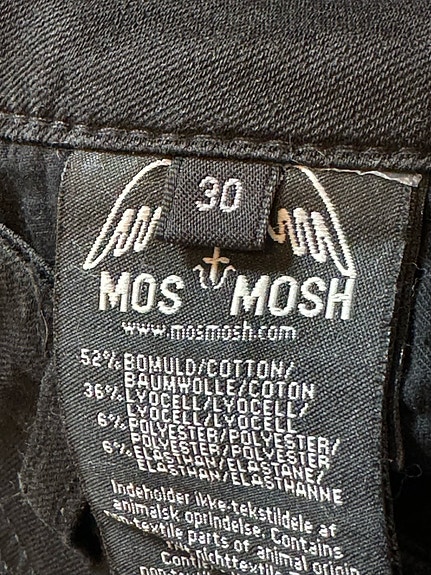 30
MOS MOSH
www.mosmosh.com
52% BOMULD/COTTON/
BAUMWOLLE/COTON
36% LYOCELL/LYOCELL/
LYOCELL/LYOCELL
6% POLYESTER/POLYESTER/
POLYESTER/POLYESTER
6% ELASTHAN/ELASTANE/
ELASTHAN/ELASTHANNE
Indeholder ikke-tekstildele af
animalsk oprindelse. Contains
non-textile parts of animal origin
nichttextile